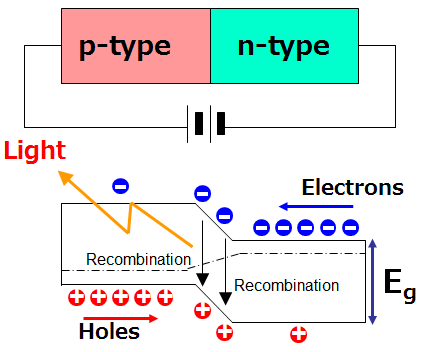 p-type n-type
Light
Electrons
Recombination
Recombination
Eg
Holes